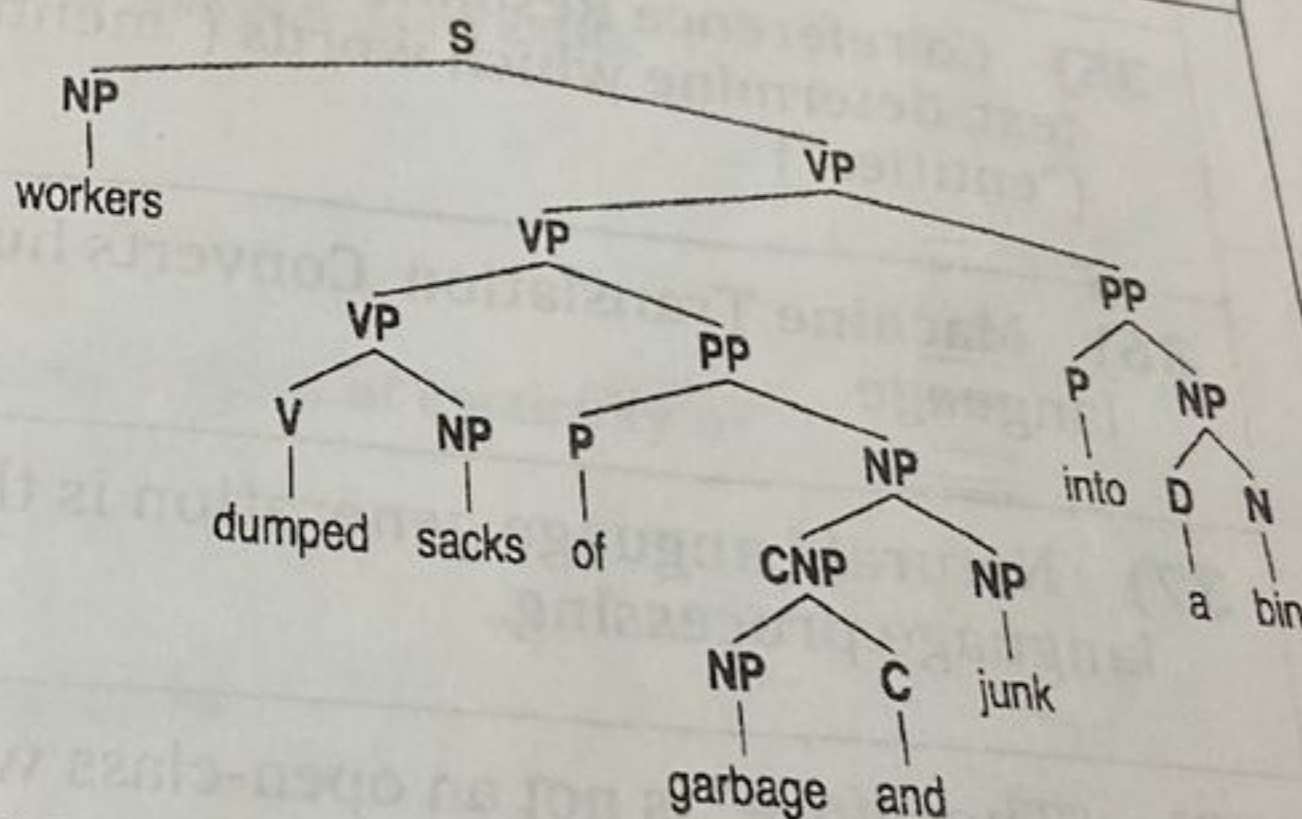 S
NP
VP
workers
VP
PP
VP
PP
P
NP
V
NP
P
NP
into
D
N
dumped
sacks
of
CNP
NP
a
bin
NP
C
junk
garbage
and